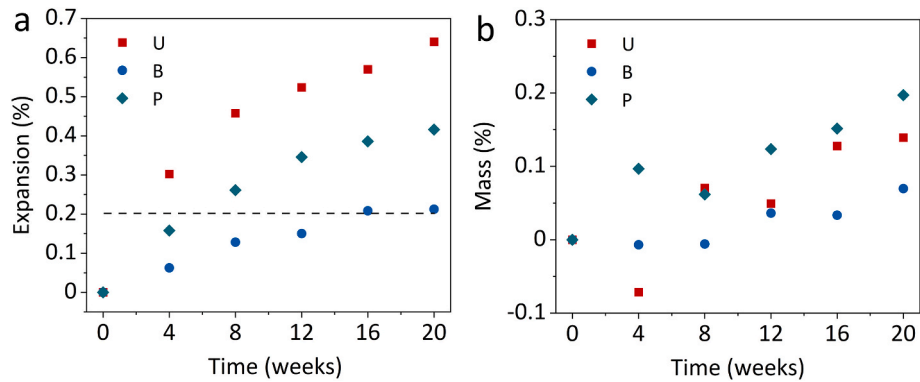 a
0.7
0.6
0.5
0.4
0.3
0.2
0.1
0
Expansion (%)
U
B
P
0 4 8 12 16 20
Time (weeks)
b
0.3
0.2
0.1
0
-0.1
Mass (%)
U
B
P
0 4 8 12 16 20
Time (weeks)